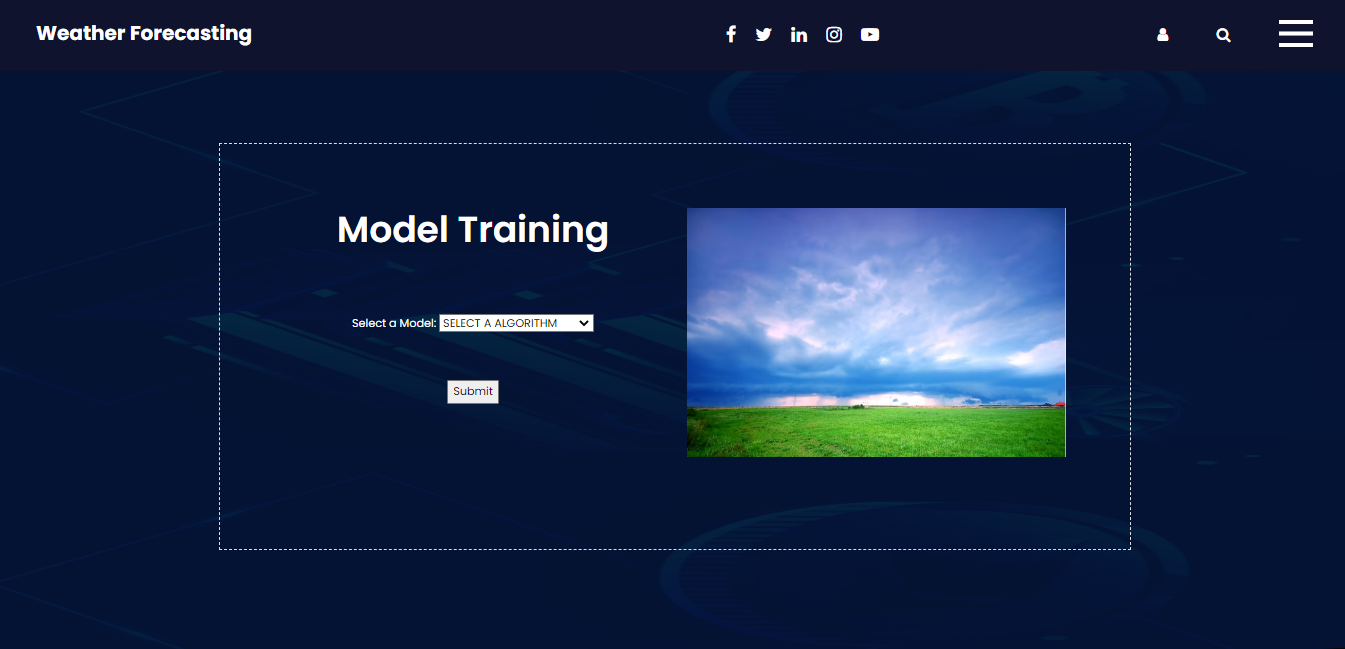 Weather Forecasting
Model Training
Select a Model: SELECT A ALGORITHM
Submit